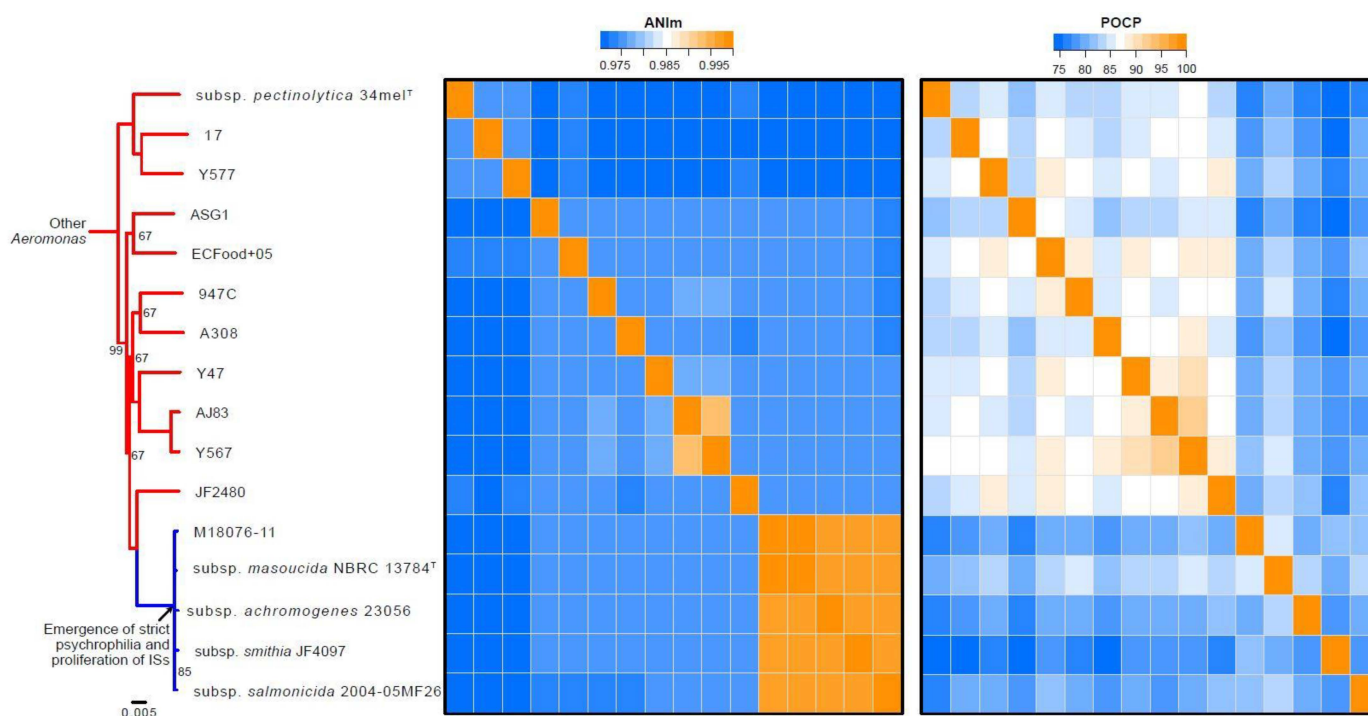 ANIm
0.975 0.985 0.995
POCP
75 80 85 90 95 100
subsp. pectinolytica 34melᵀ
17
Y577
Other
Aeromonas
ASG1
67
ECFood+05
947C
67
A308
99
67
Y47
AJ83
67
Y567
JF2480
M18076-11
subsp. masoucida NBRC 13784ᵀ
subsp. achromogenes 23056
Emergence of strict
psychrophilia and
proliferation of ISs
subsp. smithia JF4097
85
subsp. salmonicida 2004-05MF26
0.005